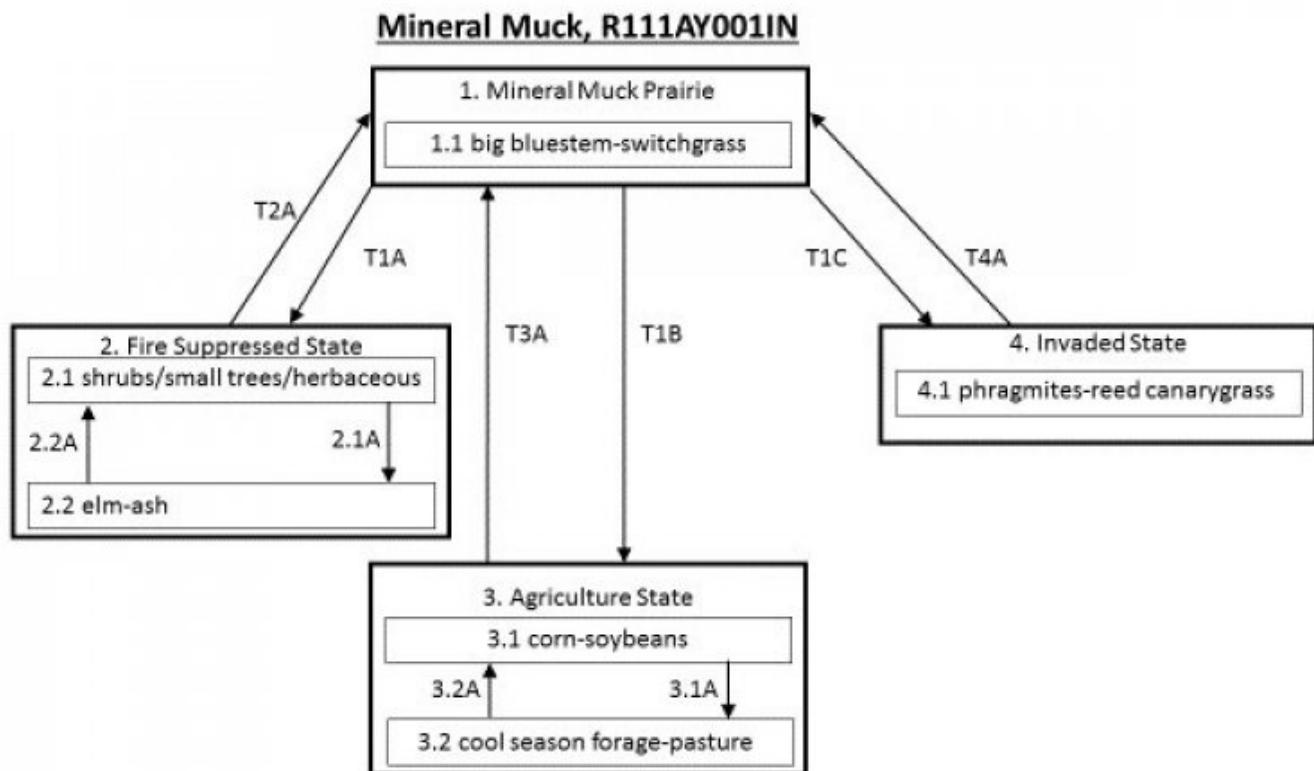 Mineral Muck, R111AY001IN
1. Mineral Muck Prairie
1.1 big bluestem-switchgrass
T2A
T1A
T3A
T1B
T1C
T4A
2. Fire Suppressed State
2.1 shrubs/small trees/herbaceous
2.2A
2.1A
2.2 elm-ash
4. Invaded State
4.1 phragmites-reed canarygrass
3. Agriculture State
3.1 corn-soybeans
3.2A
3.1A
3.2 cool season forage-pasture